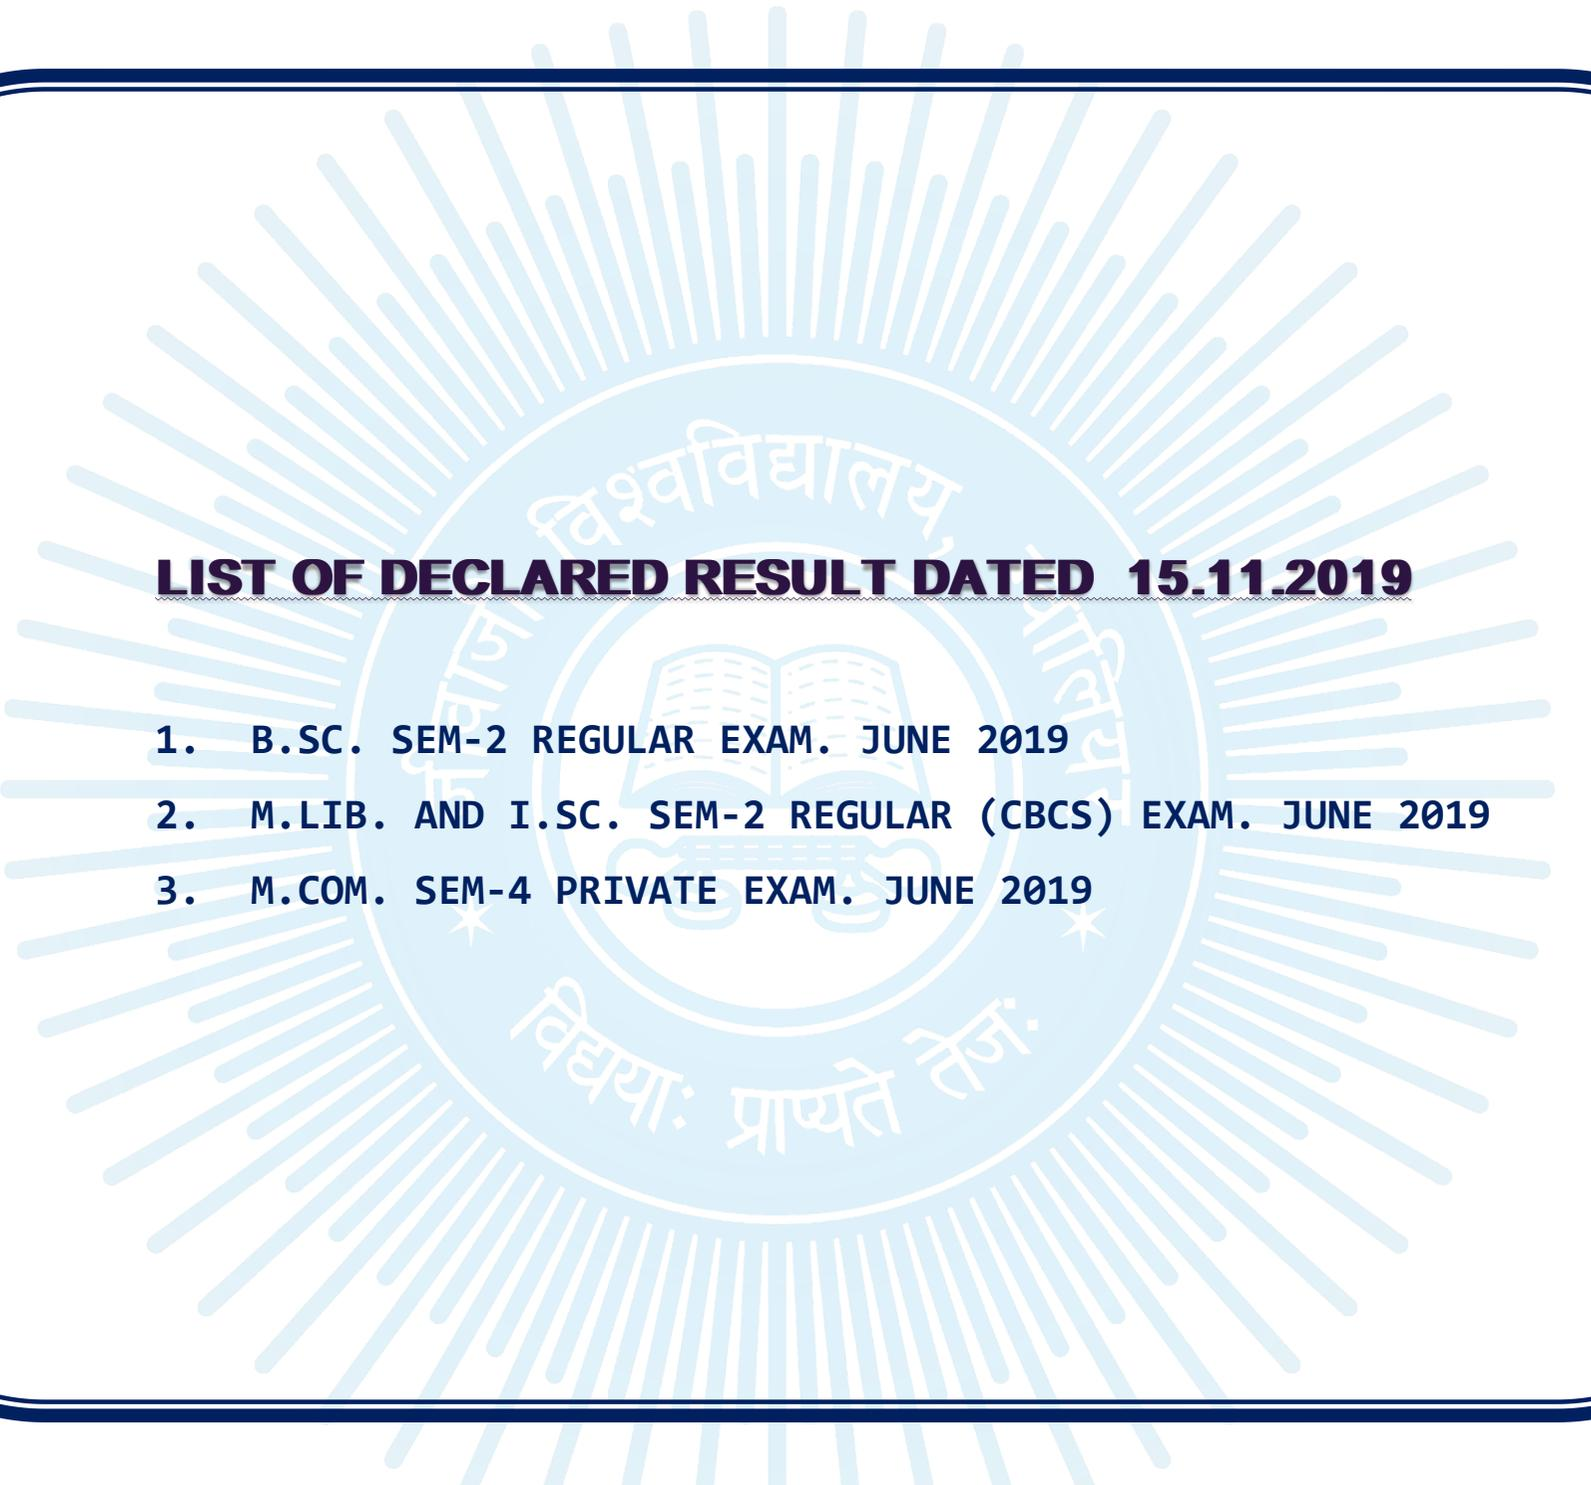 जीवाजी विश्वविद्यालय, ग्वालियर
LIST OF DECLARED RESULT DATED 15.11.2019
1. B.SC. SEM-2 REGULAR EXAM. JUNE 2019
2. M.LIB. AND I.SC. SEM-2 REGULAR (CBCS) EXAM. JUNE 2019
3. M.COM. SEM-4 PRIVATE EXAM. JUNE 2019
विद्यया: प्राप्यते तेज: